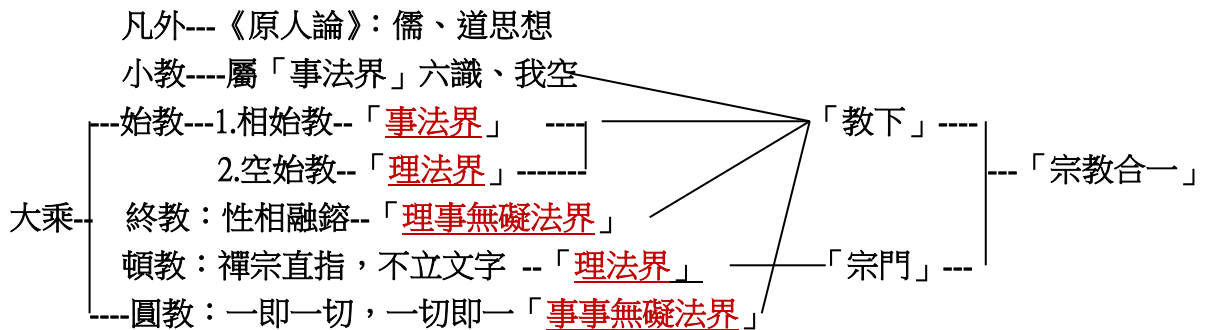 凡外---《原人論》：儒、道思想
小教----屬「事法界」六識、我空
---始教---1.相始教--「事法界」 ---- 「教下」----
2.空始教--「理法界」------- ---「宗教合一」
大乘-- 終教：性相融鎔--「理事無礙法界」
頓教：禪宗直指，不立文字 --「理法界」 「宗門」---
----圓教：一即一切，一切即一「事事無礙法界」